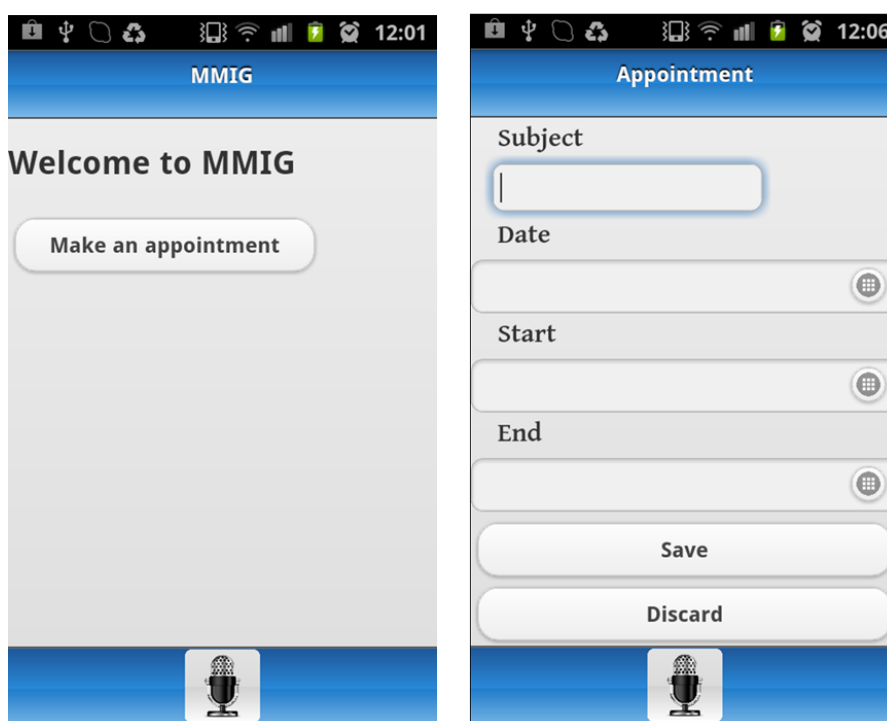 12:01
MMIG
Welcome to MMIG
Make an appointment
12:06
Appointment
Subject
Date
Start
End
Save
Discard